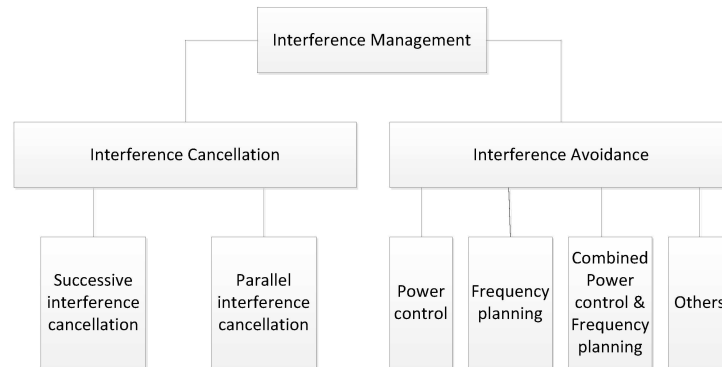 Interference Management
Interference Cancellation
Interference Avoidance
Successive
interference
cancellation
Parallel
interference
cancellation
Power
control
Frequency
planning
Combined
Power
control &
Frequency
planning
Others